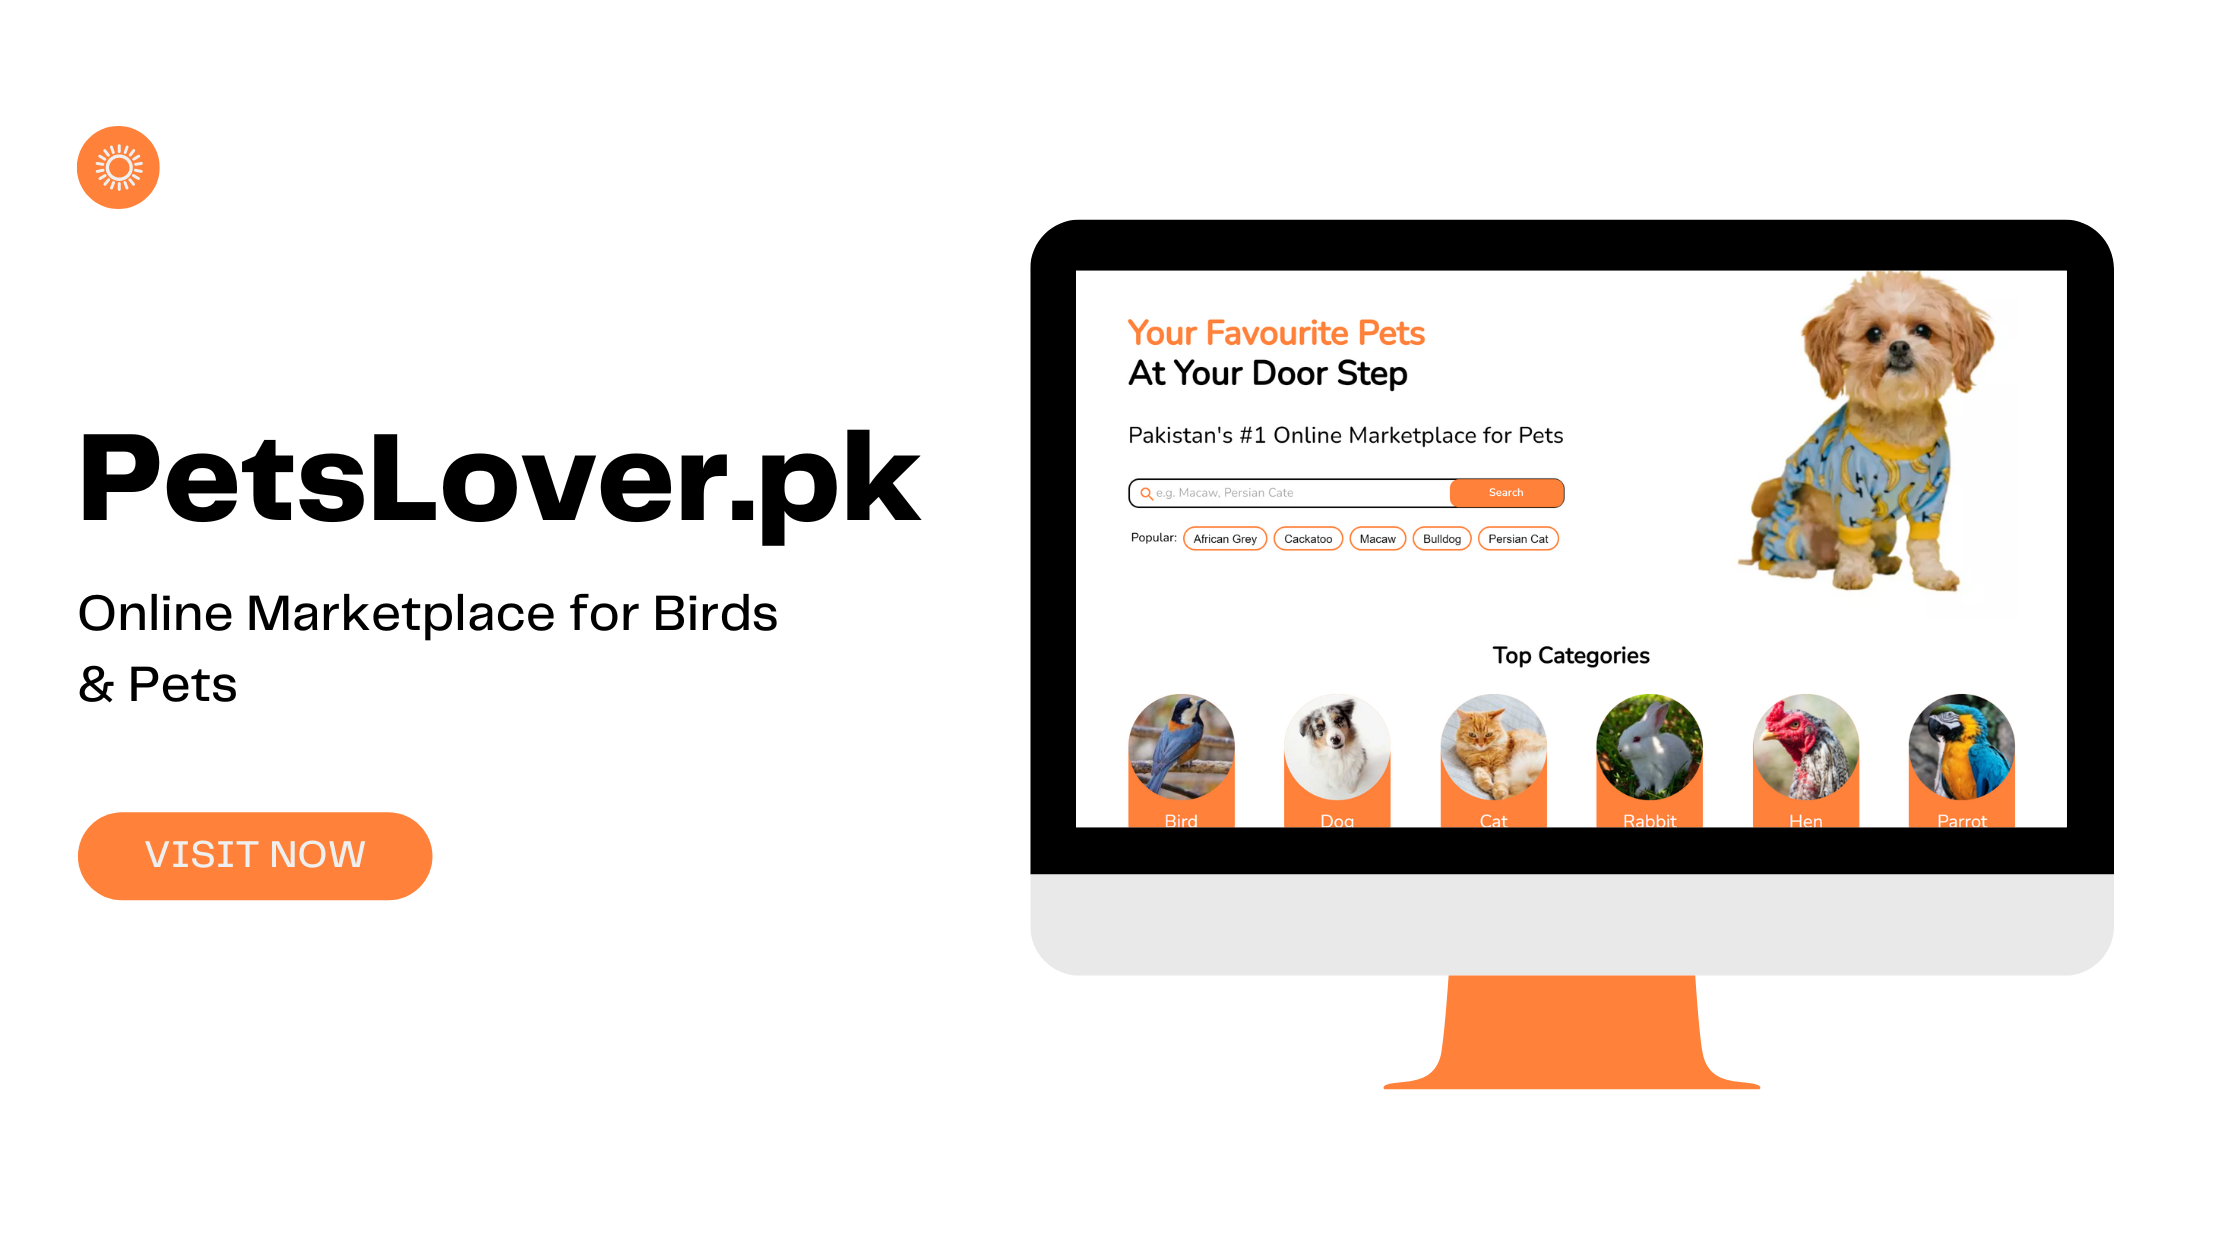 PetsLover.pk
Online Marketplace for Birds
& Pets
VISIT NOW
Your Favourite Pets
At Your Door Step
Pakistan's #1 Online Marketplace for Pets
e.g. Macaw, Persian Cate
Search
Popular: African Grey Cackatoo Macaw Bulldog Persian Cat
Top Categories
Bird Dog Cat Rabbit Hen Parrot